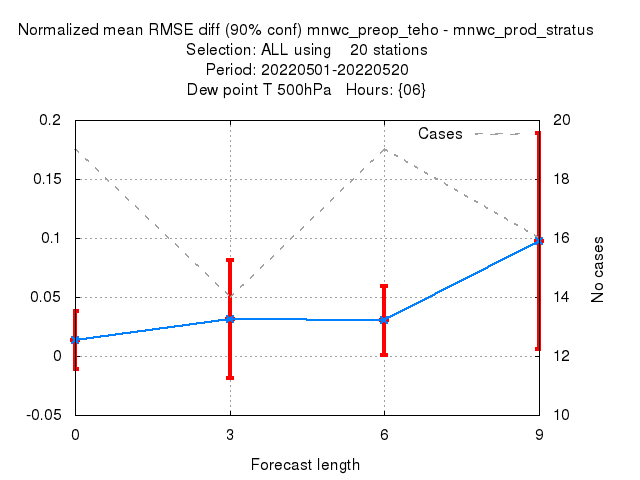 Normalized mean RMSE diff (90% conf) mnwc_preop_teho - mnwc_prod_stratus
Selection: ALL using    20 stations
Period: 20220501-20220520
Dew point T 500hPa   Hours: {06}
Cases
0.2
0.15
0.1
0.05
0
-0.05
20
18
16
14
12
10
No cases
0 3 6 9
Forecast length